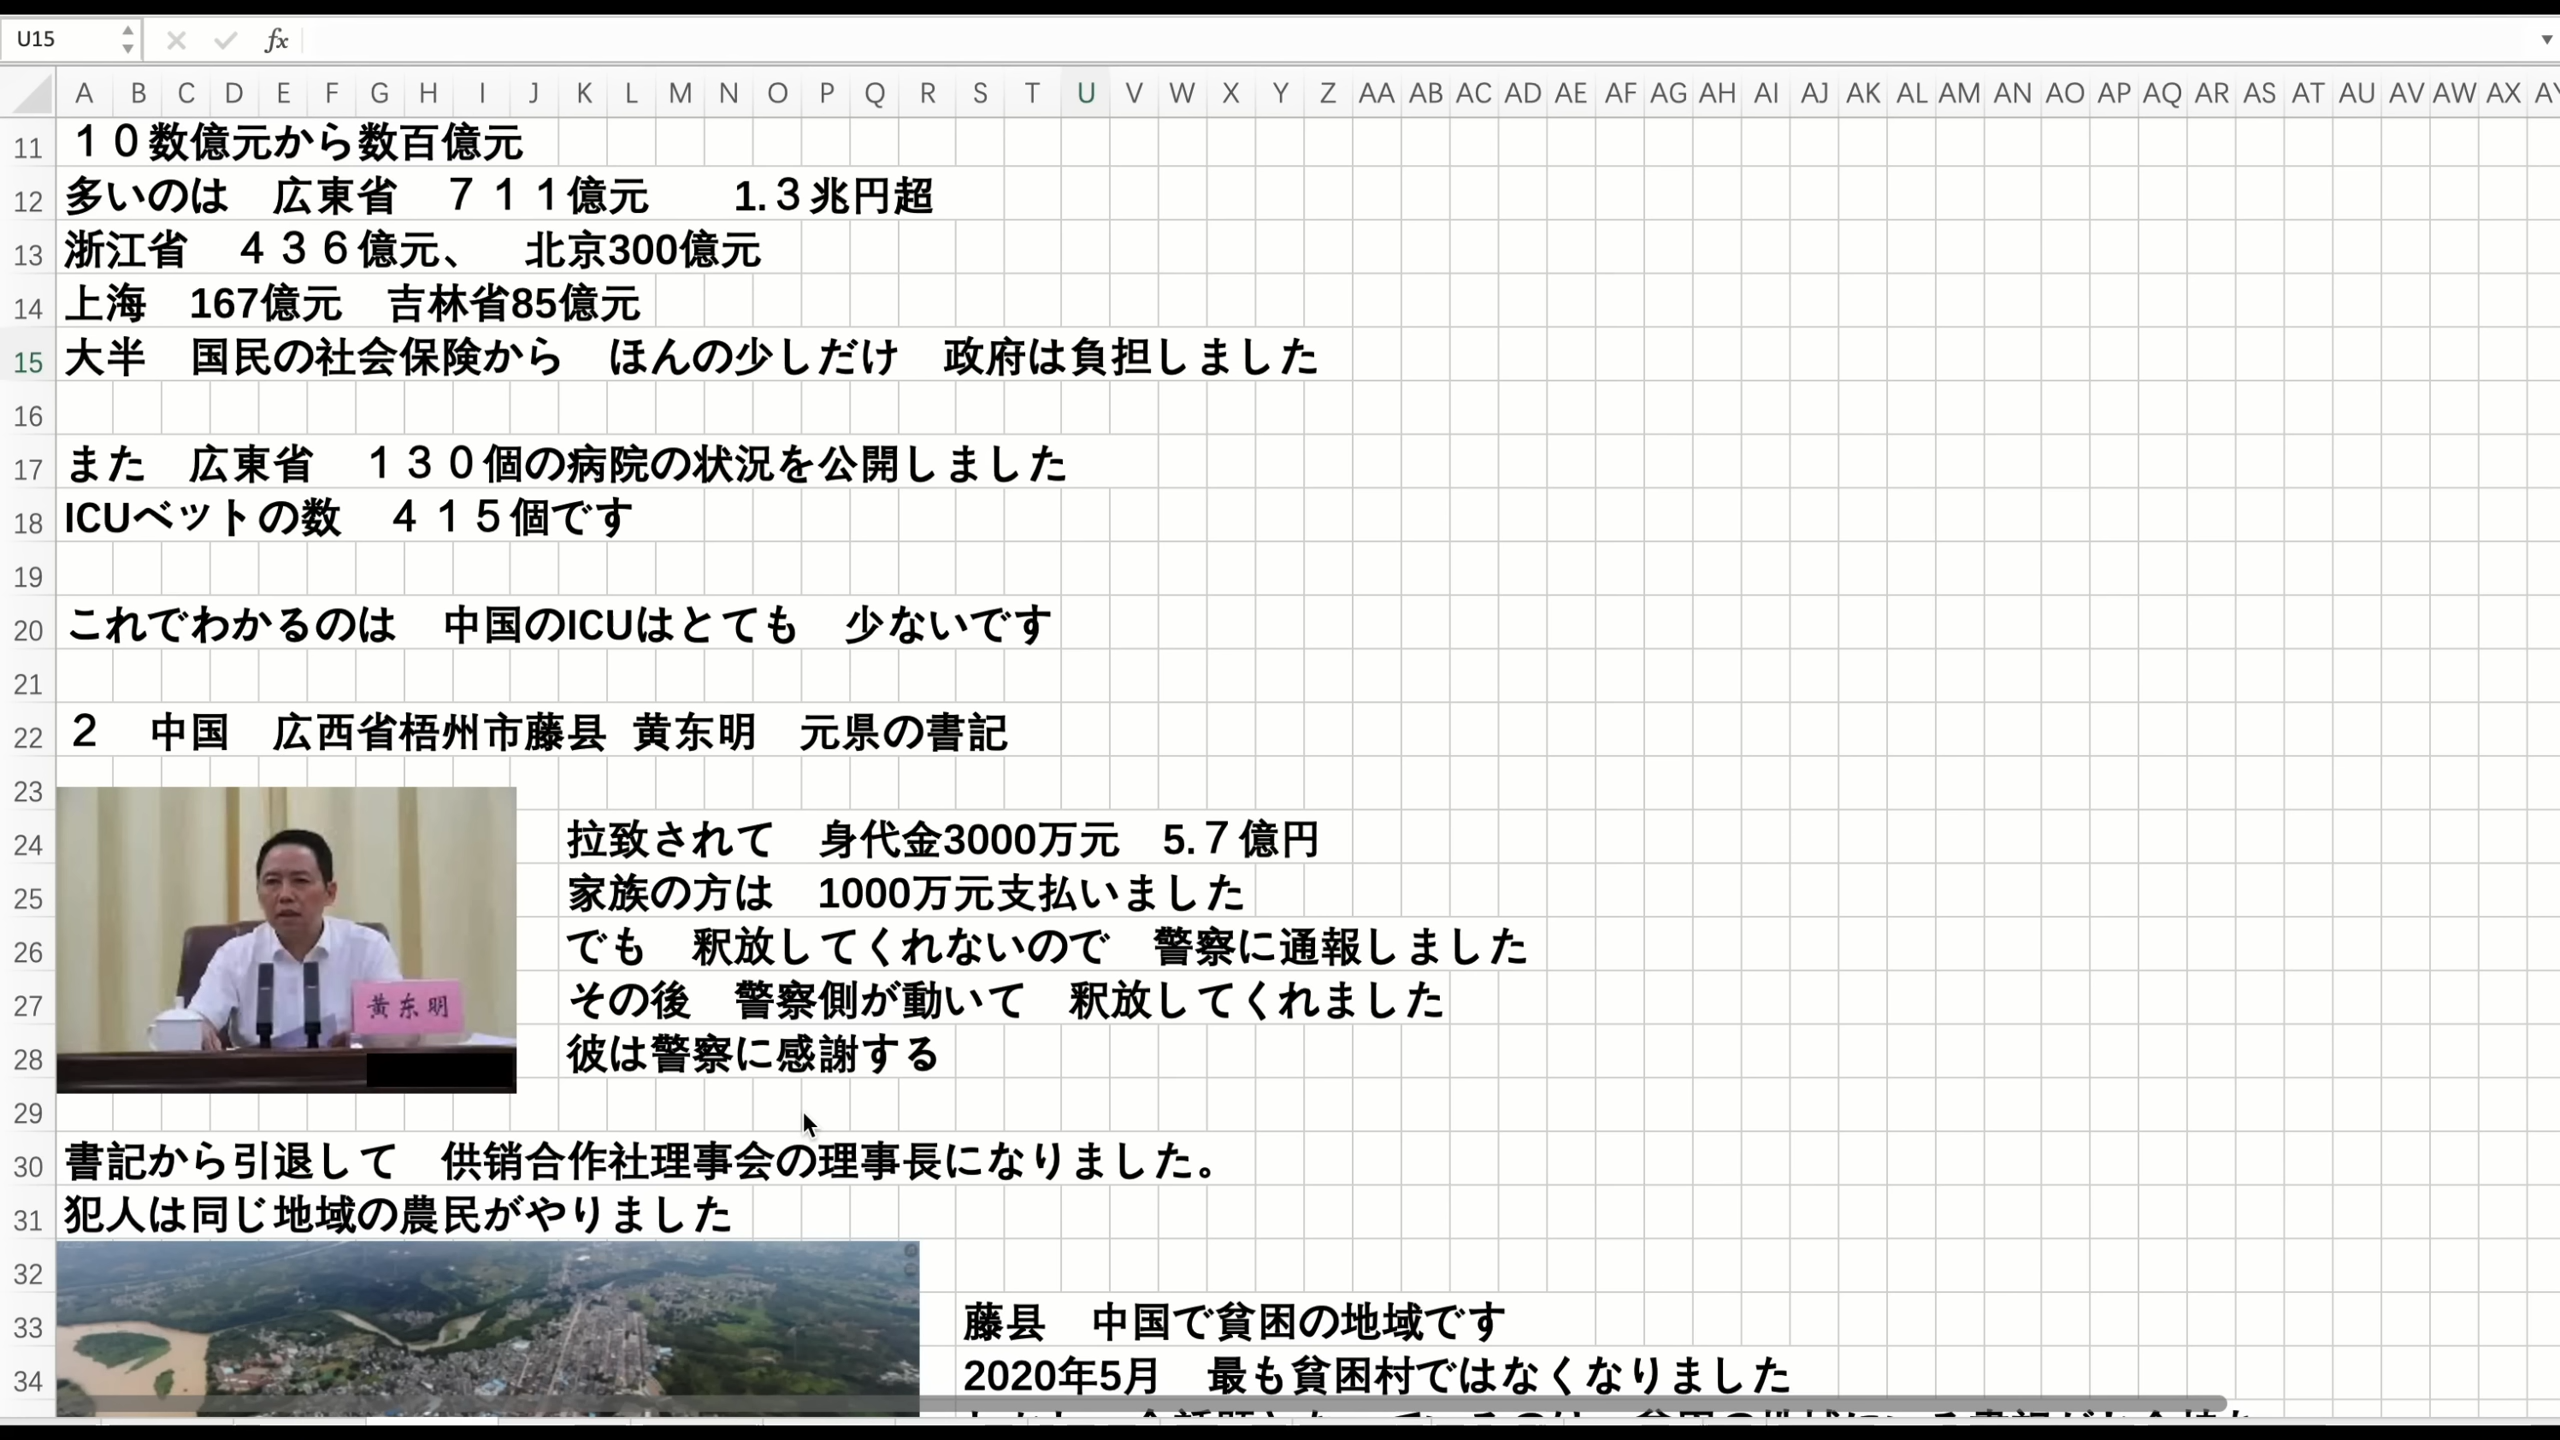 U15
fx
A B C D E F G H I J K L M N O P Q R S T U V W X Y Z AA AB AC AD AE AF AG AH AI AJ AK AL AM AN AO AP AQ AR AS AT AU AV AW AX
11 １０数億元から数百億元
12 多いのは　広東省　７１１億元　　1.３兆円超
13 浙江省　４３６億元、　北京300億元
14 上海　167億元　吉林省85億元
15 大半　国民の社会保険から　ほんの少しだけ　政府は負担しました
16
17 また　広東省　１３０個の病院の状況を公開しました
18 ICUベットの数　４１５個です
19
20 これでわかるのは　中国のICUはとても　少ないです
21
22 ２　中国　広西省梧州市藤县 黄东明　元県の書記
23
24 拉致されて　身代金3000万元　5.７億円
25 家族の方は　1000万元支払いました
26 でも　釈放してくれないので　警察に通報しました
27 その後　警察側が動いて　釈放してくれました
黄东明
28 彼は警察に感謝する
29
30 書記から引退して　供销合作社理事会の理事長になりました。
31 犯人は同じ地域の農民がやりました
32
33 藤县　中国で貧困の地域です
34 2020年5月　最も貧困村ではなくなりました